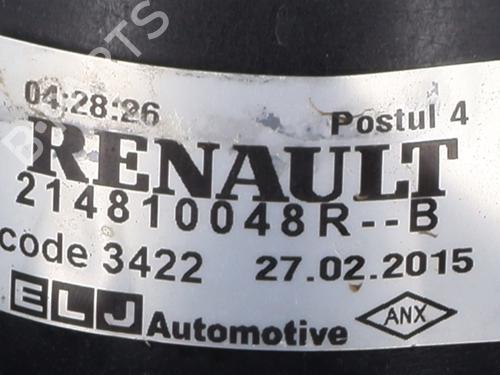 04:28:26
Postul 4
RENAULT
214810048R--B
code 3422 27.02.2015
ELJ Automotive
ANX